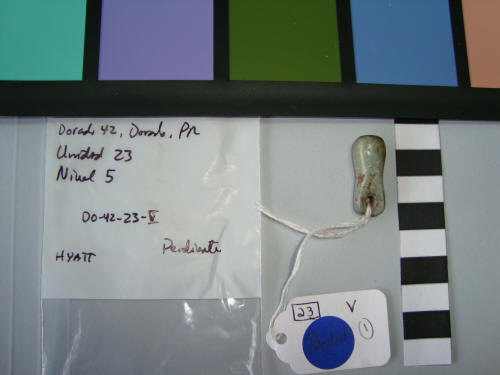 Dorado 42, Dorado, PR
Unidad 23
Nivel 5
DO-42-23-V
Pendiente
HYATT
23 V
1